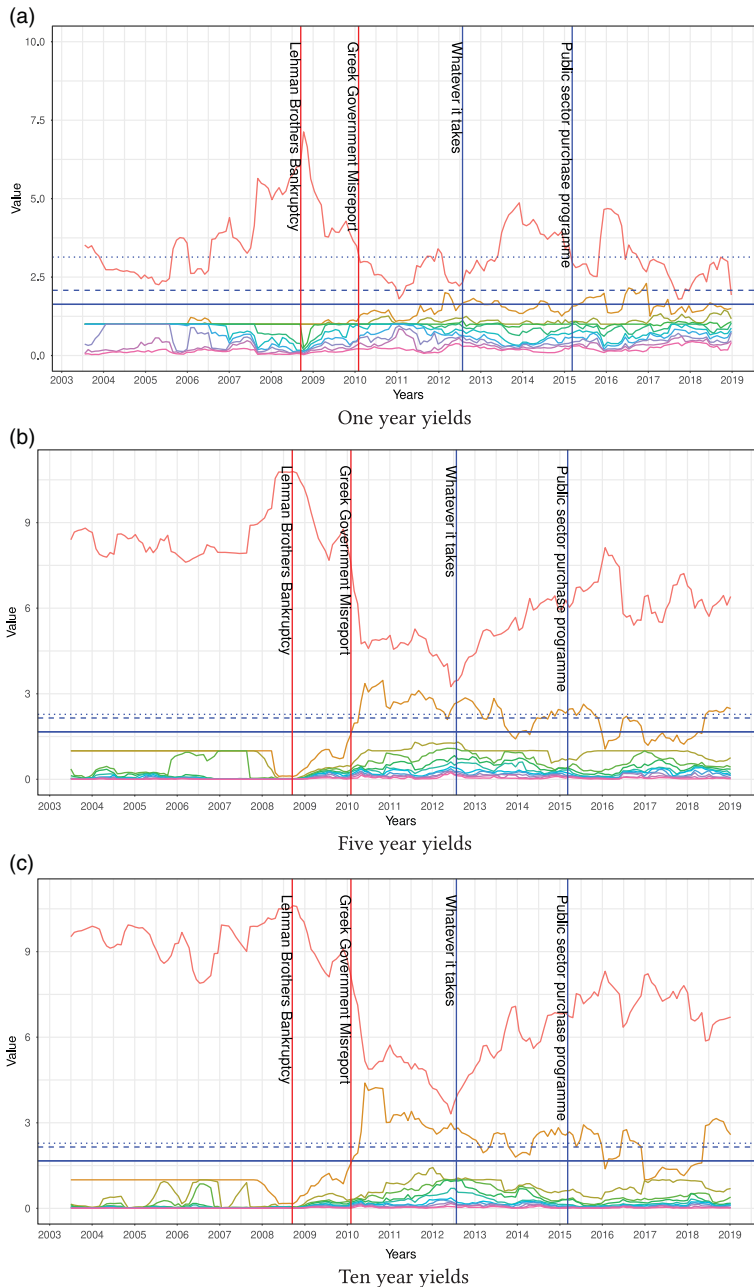 (a)
10.0
7.5
5.0
2.5
0.0
Value
Lehman Brothers Bankruptcy
Greek Government Misreport
Whatever it takes
Public sector purchase programme
2003 2004 2005 2006 2007 2008 2009 2010 2011 2012 2013 2014 2015 2016 2017 2018 2019
Years
One year yields
(b)
9
6
3
0
Value
Lehman Brothers Bankruptcy
Greek Government Misreport
Whatever it takes
Public sector purchase programme
2003 2004 2005 2006 2007 2008 2009 2010 2011 2012 2013 2014 2015 2016 2017 2018 2019
Years
Five year yields
(c)
9
6
3
0
Value
Lehman Brothers Bankruptcy
Greek Government Misreport
Whatever it takes
Public sector purchase programme
2003 2004 2005 2006 2007 2008 2009 2010 2011 2012 2013 2014 2015 2016 2017 2018 2019
Years
Ten year yields